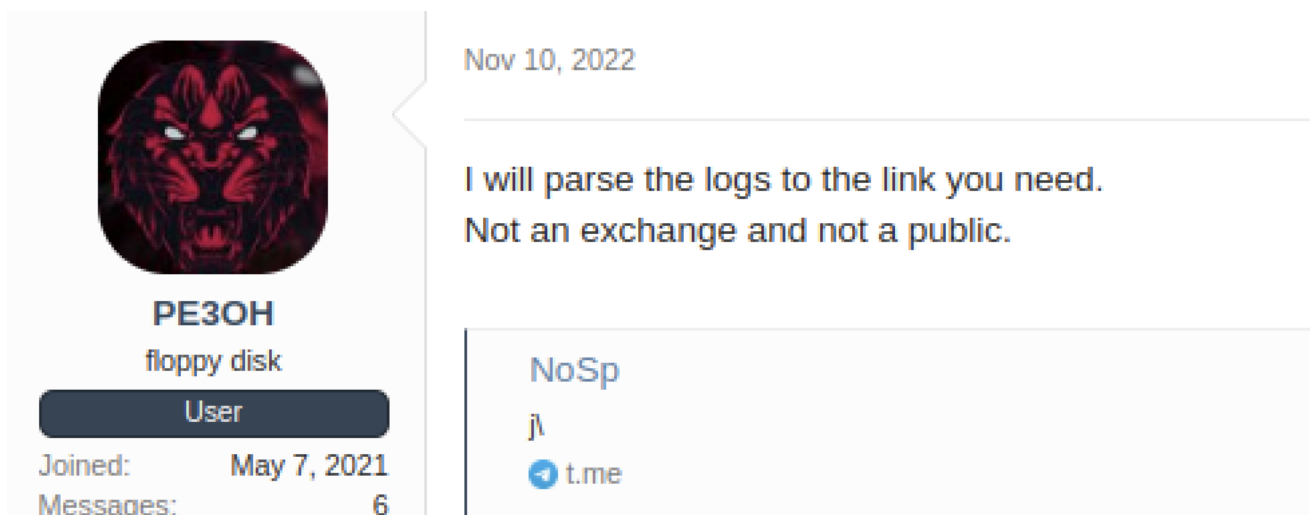 PE3OH
floppy disk
User
Joined: May 7, 2021
Messages: 6
Nov 10, 2022
I will parse the logs to the link you need.
Not an exchange and not a public.
NoSp
j\
t.me